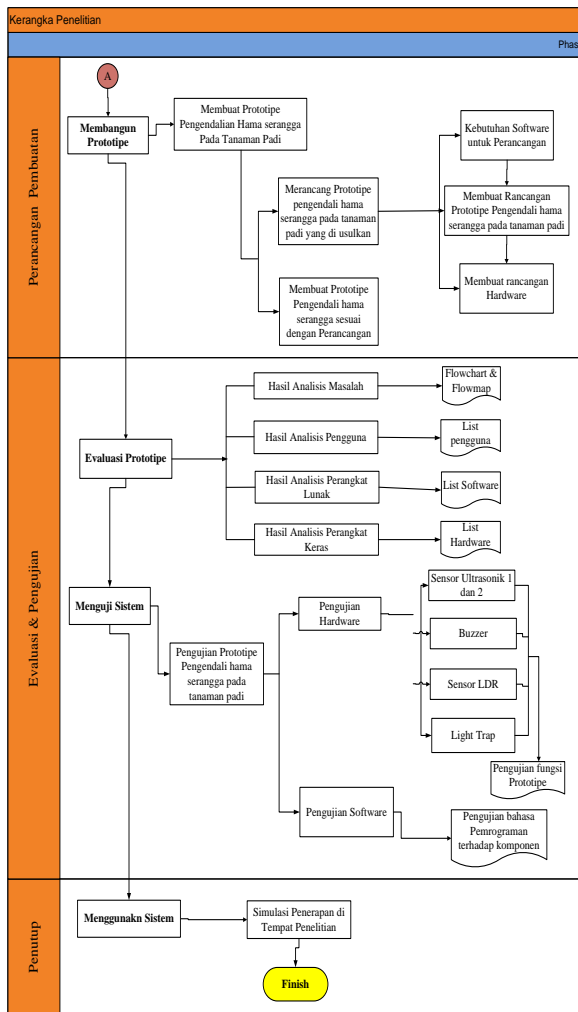 Kerangka Penelitian
Phas
Perancangan Pembuatan
A
Membangun
Prototipe
Membuat Prototipe
Pengendalian Hama serangga
Pada Tanaman Padi
Merancang Prototipe
pengendali hama
serangga pada tanaman
padi yang di usulkan
Membuat Prototipe
Pengendali hama
serangga sesuai
dengan Perancangan
Kebutuhan Software
untuk Perancangan
Membuat Rancangan
Prototipe Pengendali hama
serangga pada tanaman padi
Membuat rancangan
Hardware
Evaluasi & Pengujian
Evaluasi Prototipe
Hasil Analisis Masalah
Flowchart &
Flowmap
Hasil Analisis Pengguna
List
pengguna
Hasil Analisis Perangkat
Lunak
List Software
Hasil Analisis Perangkat
Keras
List
Hardware
Menguji Sistem
Pengujian Prototipe
Pengendali hama
serangga pada
tanaman padi
Pengujian
Hardware
Sensor Ultrasonik 1
dan 2
Buzzer
Sensor LDR
Light Trap
Pengujian fungsi
Prototipe
Pengujian Software
Pengujian bahasa
Pemrograman
terhadap komponen
Penutup
Menggunakn Sistem
Simulasi Penerapan di
Tempat Penelitian
Finish